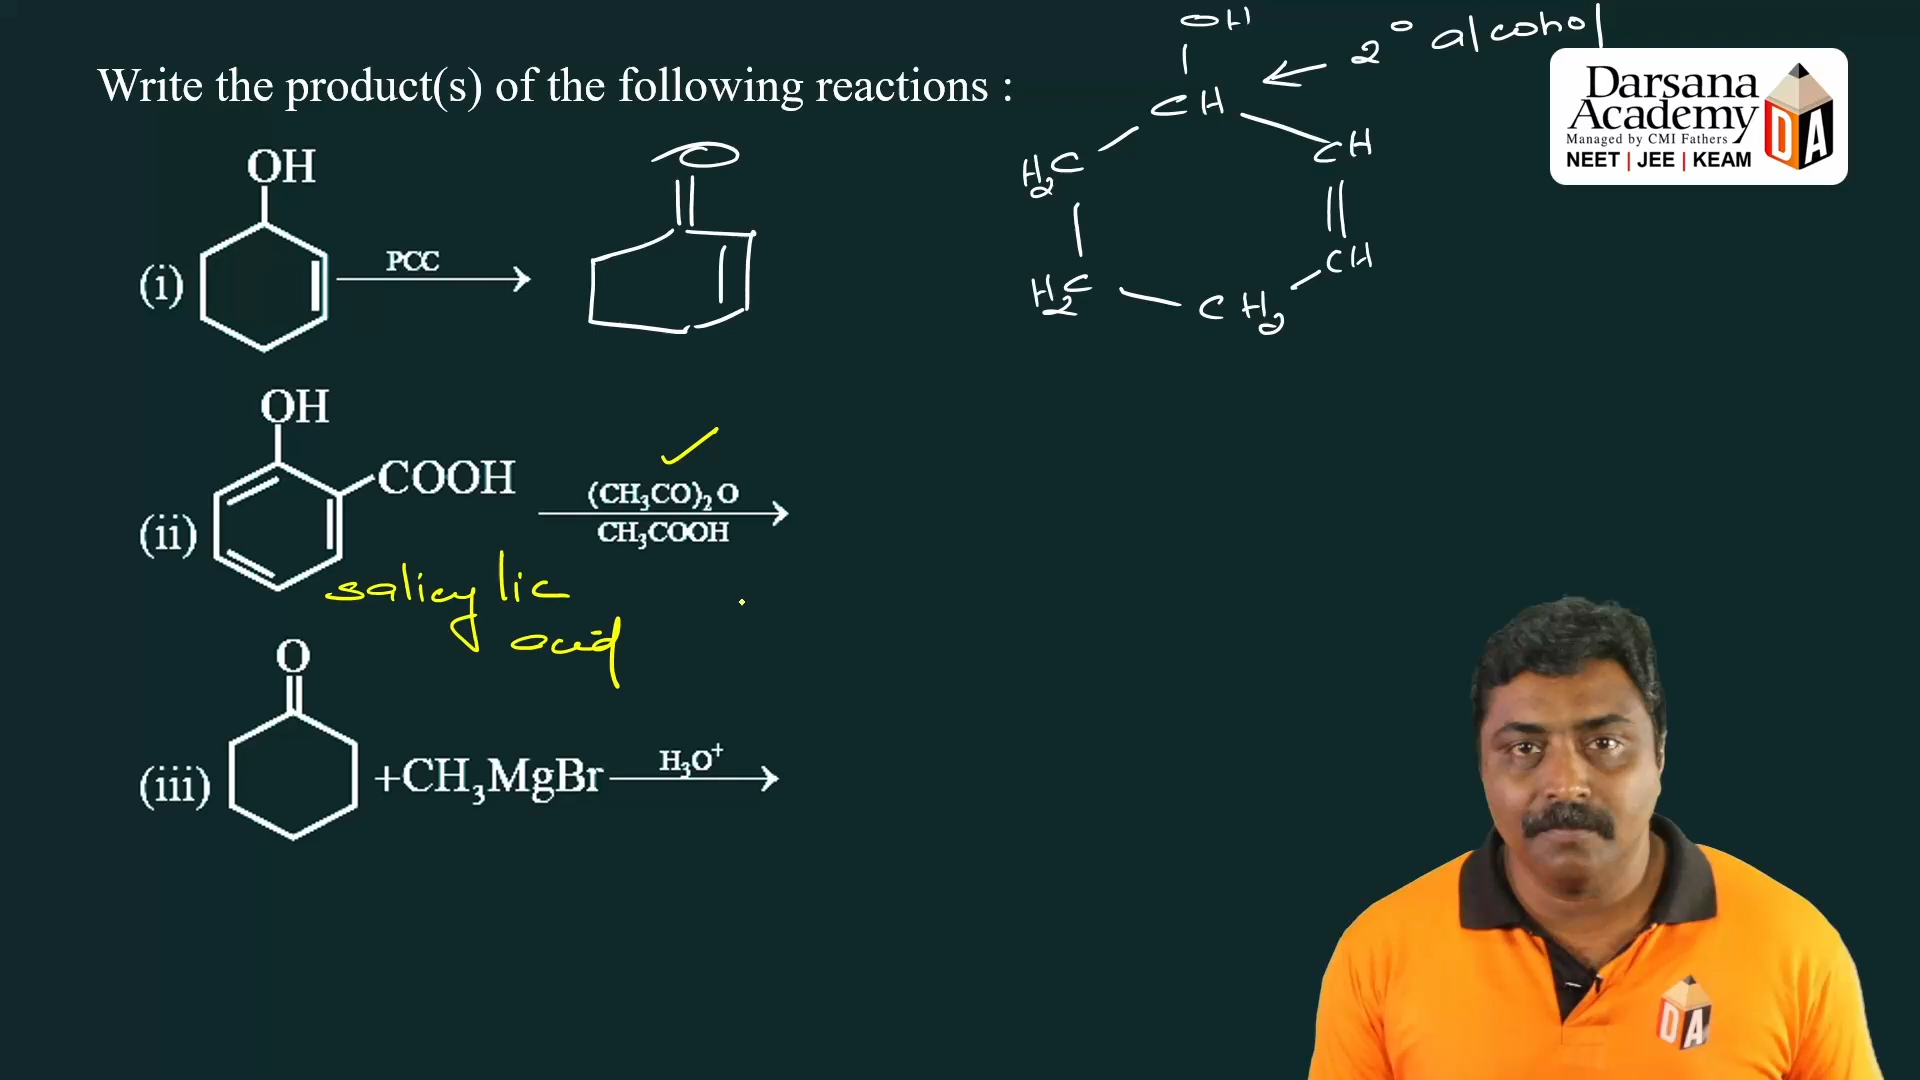 Write the product(s) of the following reactions :
OH
2° alcohol
CH
CH
H₂C
CH
H₂C
CH₂
Darsana
Academy
Managed by CMI Fathers
NEET | JEE | KEAM
DA
OH
O
(i)
PCC
OH
COOH
(ii)
(CH₃CO)₂O
CH₃COOH
salicylic
acid
O
(iii)
+CH₃MgBr
H₃O⁺
DA